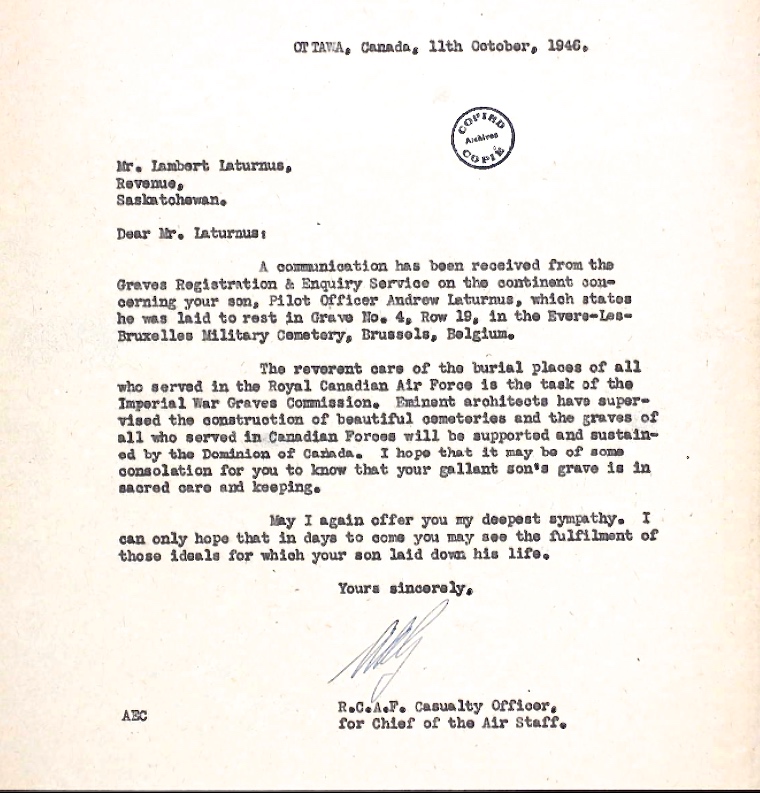 OTTAWA, Canada, 11th October, 1946.
COPIED
Archives
COPIÉ
Mr. Lambert Laturnus,
Revenue,
Saskatchewan.
Dear Mr. Laturnus:
A communication has been received from the
Graves Registration & Enquiry Service on the continent con-
cerning your son, Pilot Officer Andrew Laturnus, which states
he was laid to rest in Grave No. 4, Row 19, in the Evere-Les-
Bruxelles Military Cemetery, Brussels, Belgium.
The reverent care of the burial places of all
who served in the Royal Canadian Air Force is the task of the
Imperial War Graves Commission. Eminent architects have super-
vised the construction of beautiful cemeteries and the graves of
all who served in Canadian Forces will be supported and sustain-
ed by the Dominion of Canada. I hope that it may be of some
consolation for you to know that your gallant son's grave is in
sacred care and keeping.
May I again offer you my deepest sympathy. I
can only hope that in days to come you may see the fulfilment of
those ideals for which your son laid down his life.
Yours sincerely,
R.C.A.F. Casualty Officer,
for Chief of the Air Staff.
AEC